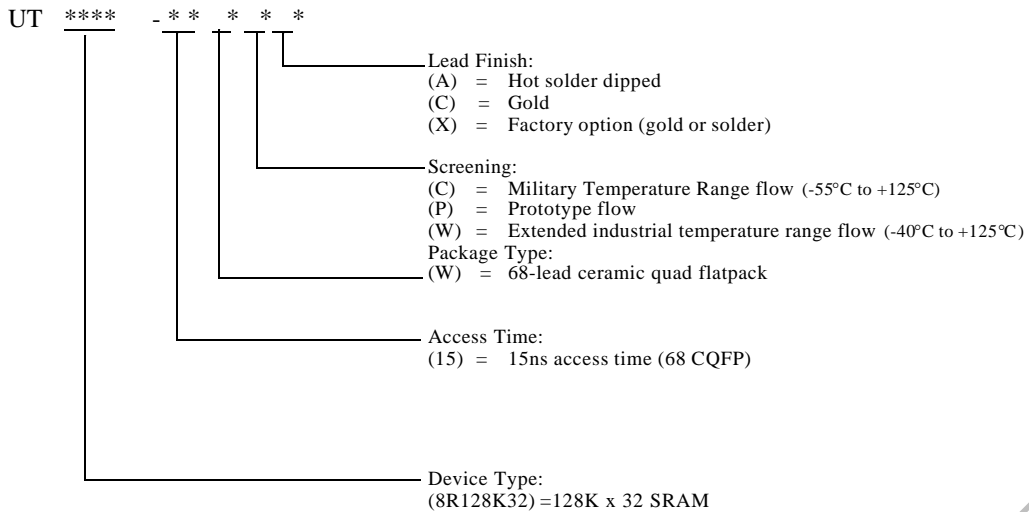 UT **** - * * * * *
Lead Finish:
(A) = Hot solder dipped
(C) = Gold
(X) = Factory option (gold or solder)
Screening:
(C) = Military Temperature Range flow (-55°C to +125°C)
(P) = Prototype flow
(W) = Extended industrial temperature range flow (-40°C to +125°C)
Package Type:
(W) = 68-lead ceramic quad flatpack
Access Time:
(15) = 15ns access time (68 CQFP)
Device Type:
(8R128K32) =128K x 32 SRAM